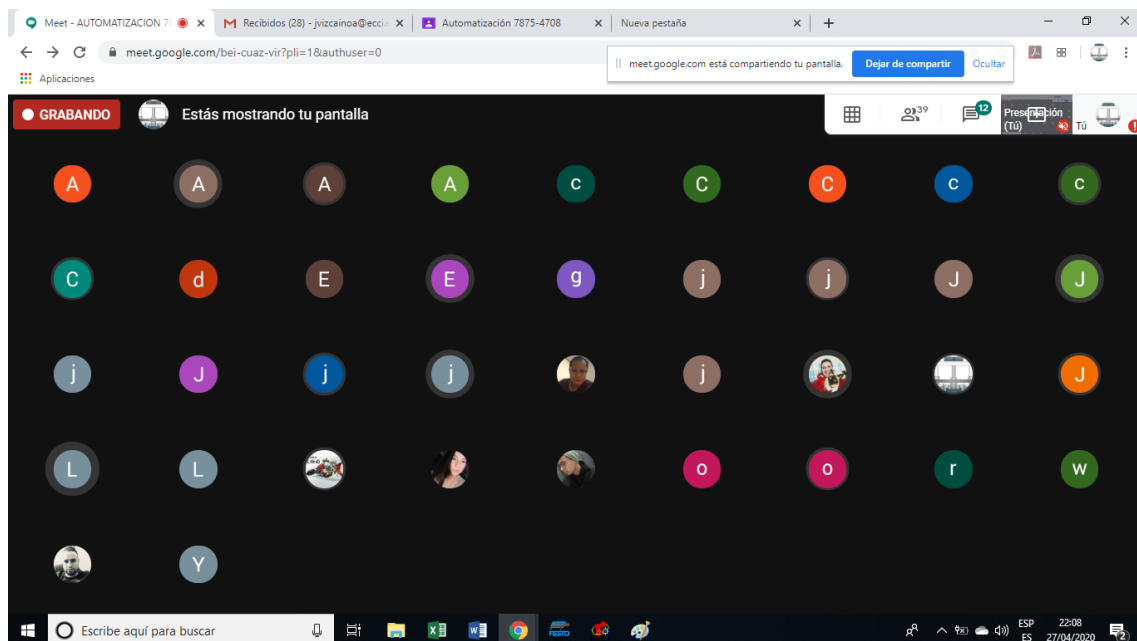 Meet - AUTOMATIZACION 7
Recibidos (28) - jvizcainoa@ecci.e
Automatización 7875-4708
Nueva pestaña
meet.google.com/bei-cuaz-vir?pli=1&authuser=0
meet.google.com está compartiendo tu pantalla. Dejar de compartir Ocultar
Aplicaciones
GRABANDO Estás mostrando tu pantalla 39 12 Presentación (Tú) Tú
A A A A c C C c c
C d E E g j j J J
j J j j j J
L L o o r w
Y
Escribe aquí para buscar
FESTO
ESP 22:08
ES 27/04/2020 2